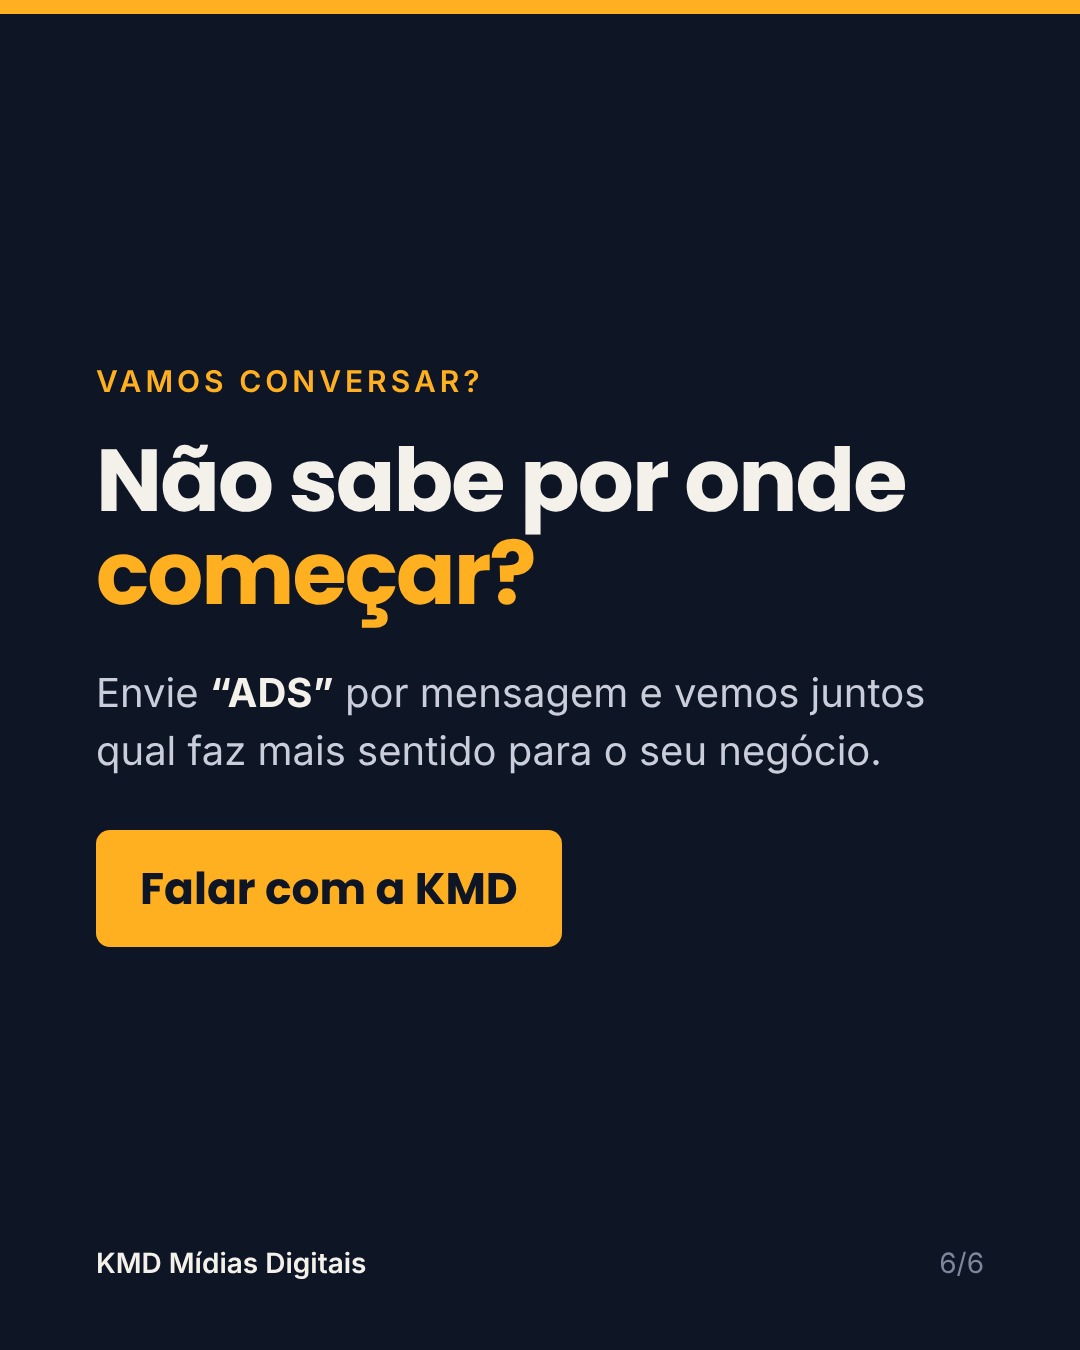 VAMOS CONVERSAR?
Não sabe por onde
começar?
Envie “ADS” por mensagem e vemos juntos
qual faz mais sentido para o seu negócio.
Falar com a KMD
KMD Mídias Digitais
6/6